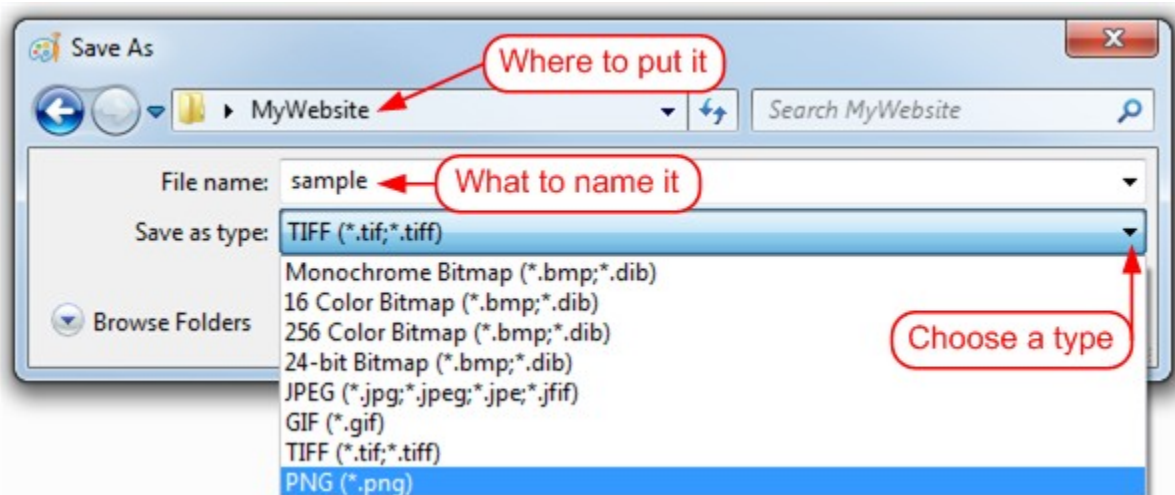 Save As
Where to put it
MyWebsite
Search MyWebsite
File name: sample
What to name it
Save as type: TIFF (*.tif;*.tiff)
Monochrome Bitmap (*.bmp;*.dib)
16 Color Bitmap (*.bmp;*.dib)
256 Color Bitmap (*.bmp;*.dib)
24-bit Bitmap (*.bmp;*.dib)
JPEG (*.jpg;*.jpeg;*.jpe;*.jfif)
GIF (*.gif)
TIFF (*.tif;*.tiff)
PNG (*.png)
Browse Folders
Choose a type